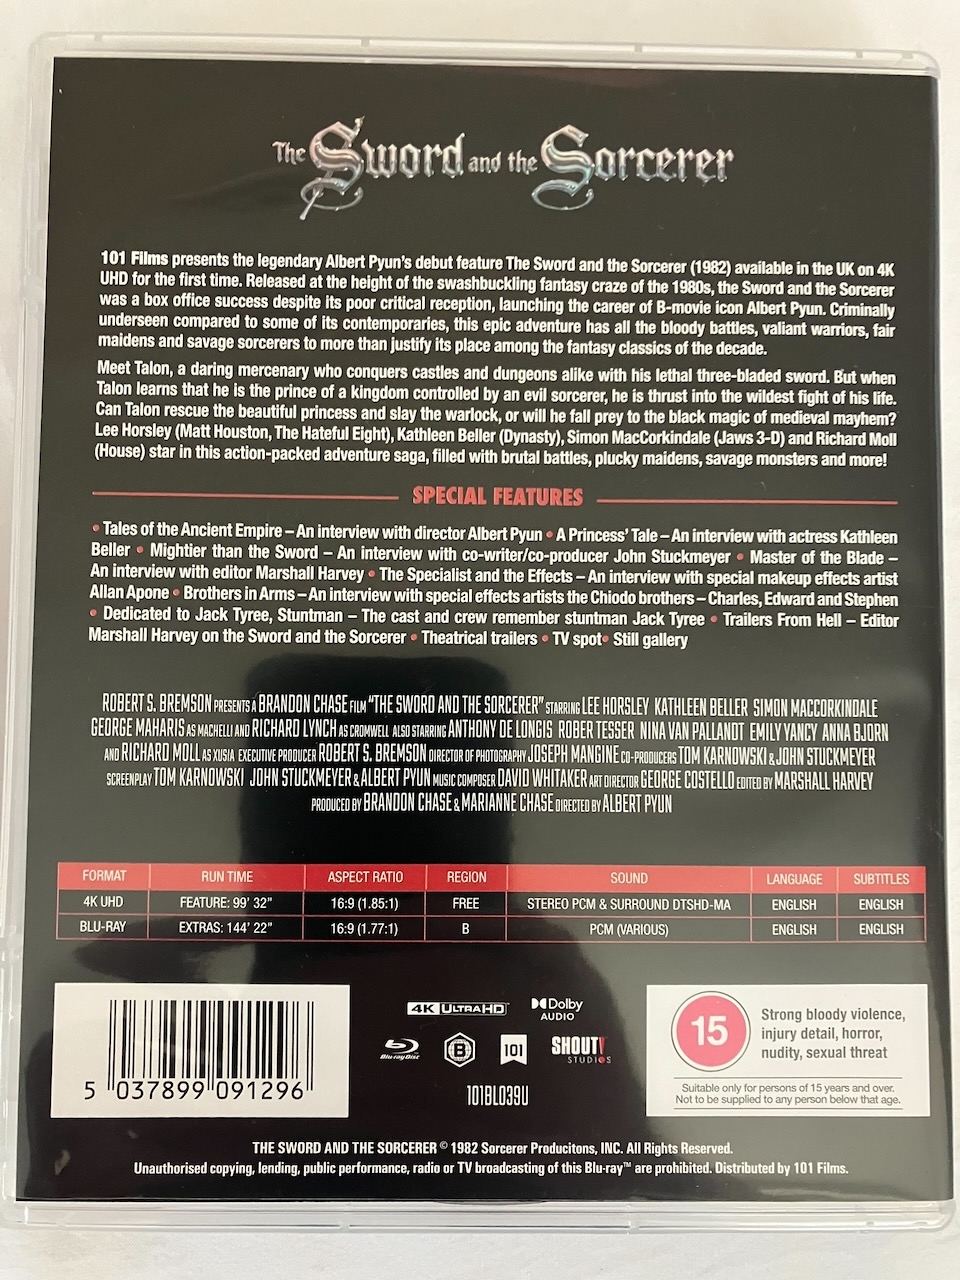 The Sword and the Sorcerer
101 Films presents the legendary Albert Pyun's debut feature The Sword and the Sorcerer (1982) available in the UK on 4K
UHD for the first time. Released at the height of the swashbuckling fantasy craze of the 1980s, the Sword and the Sorcerer
was a box office success despite its poor critical reception, launching the career of B-movie icon Albert Pyun. Criminally
underseen compared to some of its contemporaries, this epic adventure has all the bloody battles, valiant warriors, fair
maidens and savage sorcerers to more than justify its place among the fantasy classics of the decade.
Meet Talon, a daring mercenary who conquers castles and dungeons alike with his lethal three-bladed sword. But when
Talon learns that he is the prince of a kingdom controlled by an evil sorcerer, he is thrust into the wildest fight of his life.
Can Talon rescue the beautiful princess and slay the warlock, or will he fall prey to the black magic of medieval mayhem?
Lee Horsley (Matt Houston, The Hateful Eight), Kathleen Beller (Dynasty), Simon MacCorkindale (Jaws 3-D) and Richard Moll
(House) star in this action-packed adventure saga, filled with brutal battles, plucky maidens, savage monsters and more!
SPECIAL FEATURES
• Tales of the Ancient Empire – An interview with director Albert Pyun • A Princess' Tale – An interview with actress Kathleen
Beller • Mightier than the Sword – An interview with co-writer/co-producer John Stuckmeyer • Master of the Blade –
An interview with editor Marshall Harvey • The Specialist and the Effects – An interview with special makeup effects artist
Allan Apone • Brothers in Arms – An interview with special effects artists the Chiodo brothers – Charles, Edward and Stephen
• Dedicated to Jack Tyree, Stuntman – The cast and crew remember stuntman Jack Tyree • Trailers From Hell – Editor
Marshall Harvey on the Sword and the Sorcerer • Theatrical trailers • TV spot • Still gallery
ROBERT S. BREMSON PRESENTS A BRANDON CHASE FILM "THE SWORD AND THE SORCERER" STARRING LEE HORSLEY KATHLEEN BELLER SIMON MACCORKINDALE
GEORGE MAHARIS AS MACHELLI AND RICHARD LYNCH AS CROMWELL ALSO STARRING ANTHONY DE LONGIS ROBER TESSER NINA VAN PALLANDT EMILY YANCY ANNA BJORN
AND RICHARD MOLL AS XUSIA EXECUTIVE PRODUCER ROBERT S. BREMSON DIRECTOR OF PHOTOGRAPHY JOSEPH MANGINE CO-PRODUCERS TOM KARNOWSKI & JOHN STUCKMEYER
SCREENPLAY TOM KARNOWSKI JOHN STUCKMEYER & ALBERT PYUN MUSIC COMPOSER DAVID WHITAKER ART DIRECTOR GEORGE COSTELLO EDITED BY MARSHALL HARVEY
PRODUCED BY BRANDON CHASE & MARIANNE CHASE DIRECTED BY ALBERT PYUN
FORMAT RUN TIME ASPECT RATIO REGION SOUND LANGUAGE SUBTITLES
4K UHD FEATURE: 99' 32" 16:9 (1.85:1) FREE STEREO PCM & SURROUND DTSHD-MA ENGLISH ENGLISH
BLU-RAY EXTRAS: 144' 22" 16:9 (1.77:1) B PCM (VARIOUS) ENGLISH ENGLISH
5 037899 091296
4K ULTRA HD
Dolby
AUDIO
Blu-ray Disc
B
101
SHOUT!
STUDIOS
101BL039U
15
Strong bloody violence,
injury detail, horror,
nudity, sexual threat
Suitable only for persons of 15 years and over.
Not to be supplied to any person below that age.
THE SWORD AND THE SORCERER © 1982 Sorcerer Producitons, INC. All Rights Reserved.
Unauthorised copying, lending, public performance, radio or TV broadcasting of this Blu-ray™ are prohibited. Distributed by 101 Films.